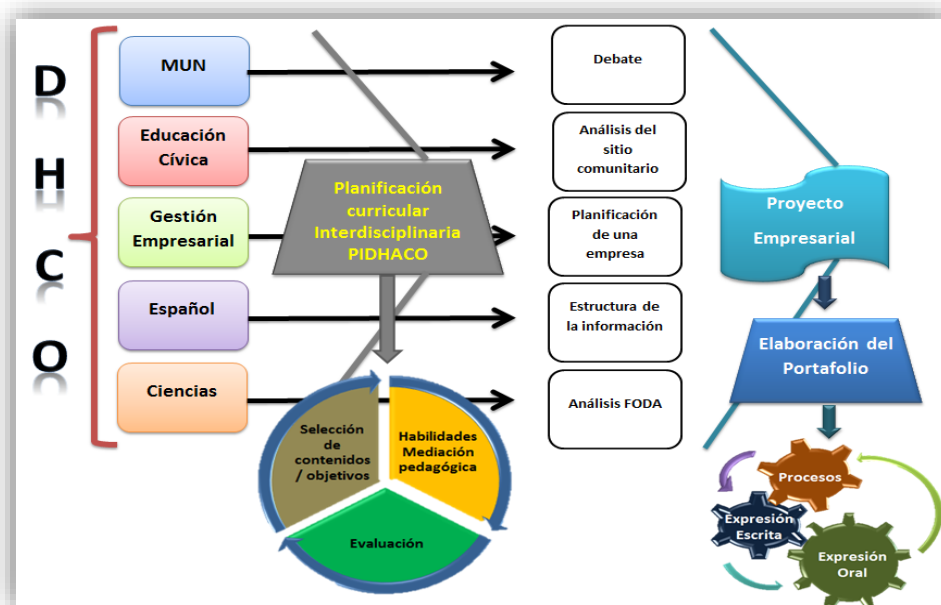 D
H
C
O
MUN
Educación
Cívica
Gestión
Empresarial
Español
Ciencias
Planificación
curricular
Interdisciplinaria
PIDHACO
Selección
de
contenidos
/ objetivos
Habilidades
Mediación
pedagógica
Evaluación
Debate
Análisis del
sitio
comunitario
Planificación
de una
empresa
Estructura de
la información
Análisis FODA
Proyecto
Empresarial
Elaboración del
Portafolio
Procesos
Expresión
Escrita
Expresión
Oral